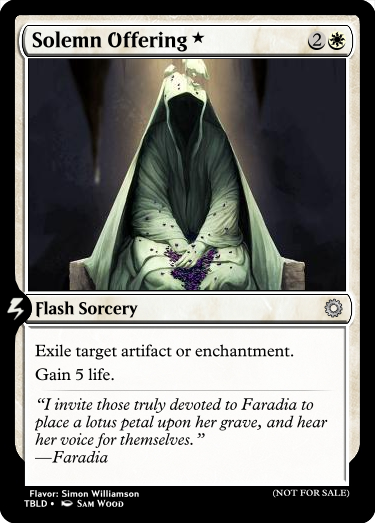 Solemn Offering★ 2
Flash Sorcery
Exile target artifact or enchantment.
Gain 5 life.
“I invite those truly devoted to Faradia to
place a lotus petal upon her grave, and hear
her voice for themselves.”
—Faradia
Flavor: Simon Williamson (NOT FOR SALE)
TBLD • Sam Wood